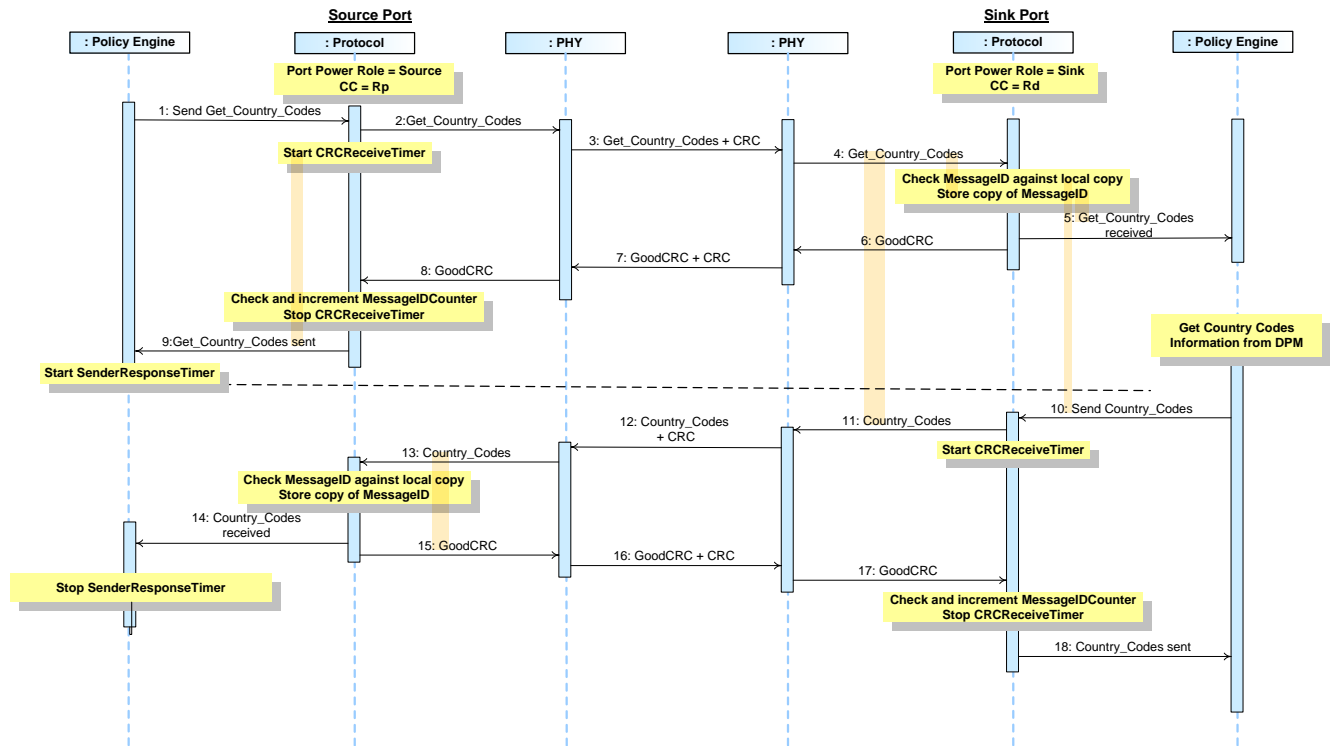 Source Port
Sink Port
: Policy Engine
: Protocol
: PHY
: PHY
: Protocol
: Policy Engine
Port Power Role = Source
CC = Rp
Port Power Role = Sink
CC = Rd
1: Send Get_Country_Codes
2:Get_Country_Codes
Start CRCReceiveTimer
3: Get_Country_Codes + CRC
4: Get_Country_Codes
Check MessageID against local copy
Store copy of MessageID
5: Get_Country_Codes
received
6: GoodCRC
7: GoodCRC + CRC
8: GoodCRC
Check and increment MessageIDCounter
Stop CRCReceiveTimer
9:Get_Country_Codes sent
Start SenderResponseTimer
Get Country Codes
Information from DPM
10: Send Country_Codes
11: Country_Codes
Start CRCReceiveTimer
12: Country_Codes
+ CRC
13: Country_Codes
Check MessageID against local copy
Store copy of MessageID
14: Country_Codes
received
15: GoodCRC
16: GoodCRC + CRC
17: GoodCRC
Stop SenderResponseTimer
Check and increment MessageIDCounter
Stop CRCReceiveTimer
18: Country_Codes sent